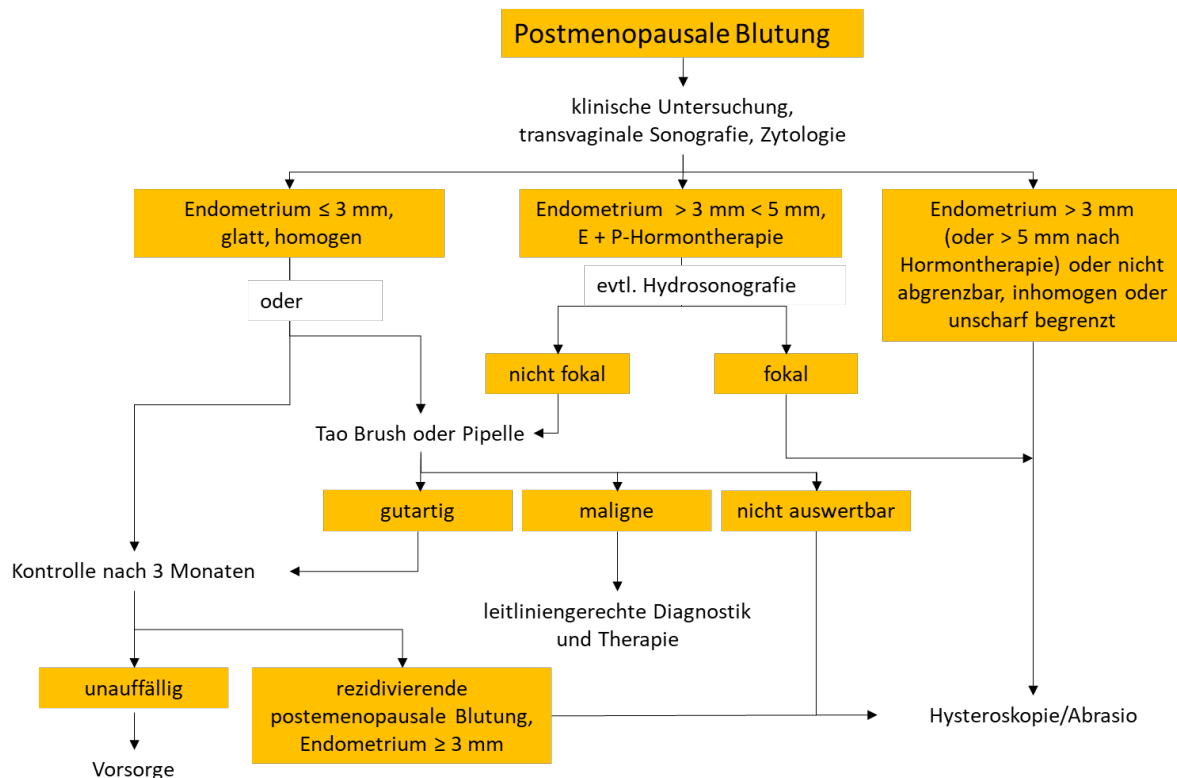 Postmenopausale Blutung
klinische Untersuchung,
transvaginale Sonografie, Zytologie
Endometrium ≤ 3 mm,
glatt, homogen
Endometrium > 3 mm < 5 mm,
E + P-Hormontherapie
Endometrium > 3 mm
(oder > 5 mm nach
Hormontherapie) oder nicht
abgrenzbar, inhomogen oder
unscharf begrenzt
oder
evtl. Hydrosonografie
nicht fokal
fokal
Tao Brush oder Pipelle
gutartig
maligne
nicht auswertbar
Kontrolle nach 3 Monaten
leitliniengerechte Diagnostik
und Therapie
unauffällig
rezidivierende
postemenopausale Blutung,
Endometrium ≥ 3 mm
Hysteroskopie/Abrasio
Vorsorge